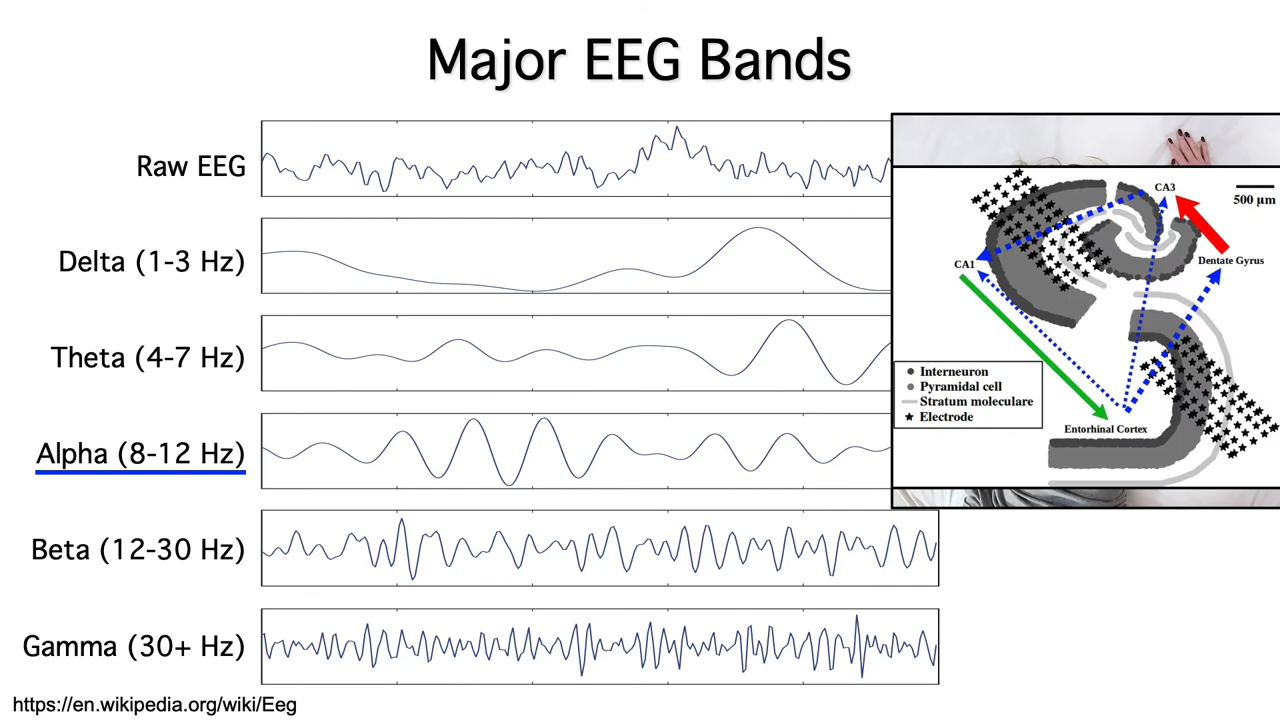 Major EEG Bands
Raw EEG
Delta (1-3 Hz)
Theta (4-7 Hz)
Alpha (8-12 Hz)
Beta (12-30 Hz)
Gamma (30+ Hz)
https://en.wikipedia.org/wiki/Eeg
CA3
500 µm
Dentate Gyrus
CA1
Interneuron
Pyramidal cell
Stratum moleculare
Electrode
Entorhinal Cortex